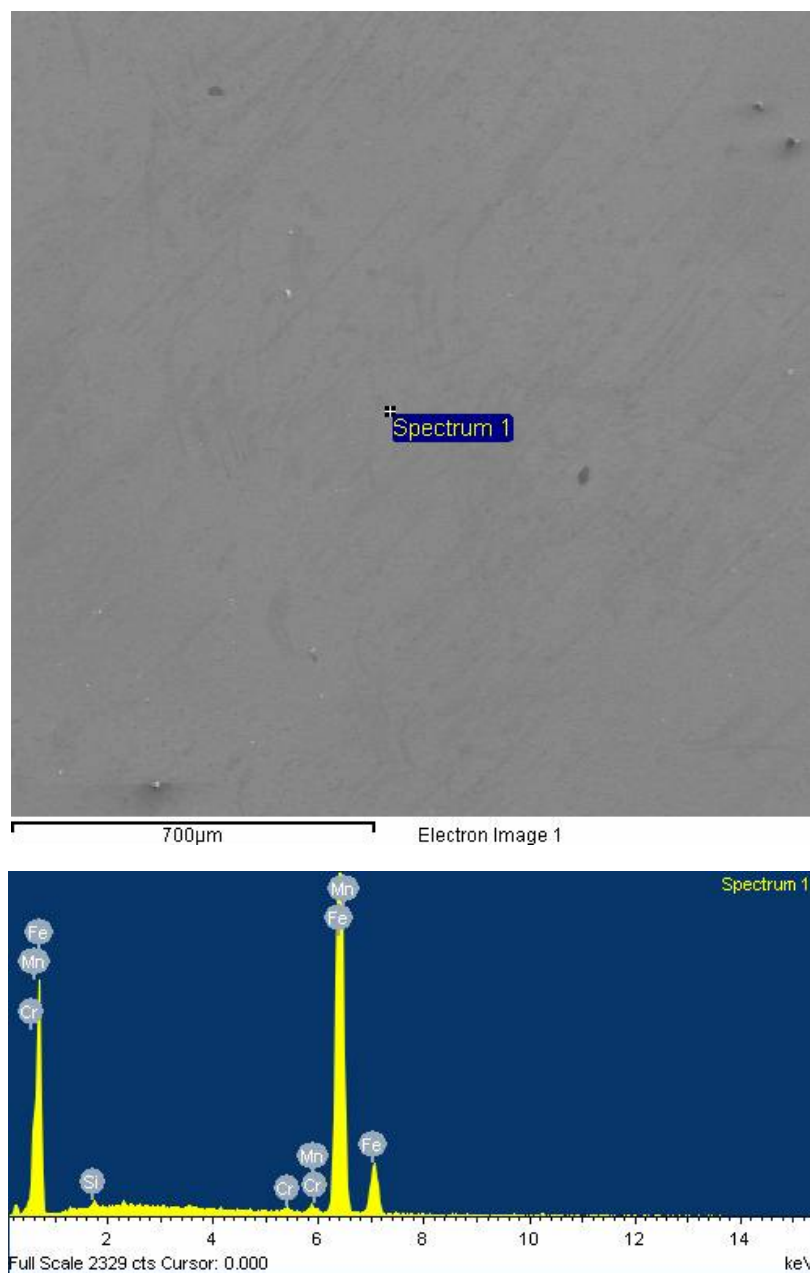 Spectrum 1
700µm
Electron Image 1
Spectrum 1
Mn
Fe
Fe
Mn
Cr
Fe
Mn
Si
Cr
Cr
2 4 6 8 10 12 14
Full Scale 2329 cts Cursor: 0.000
keV